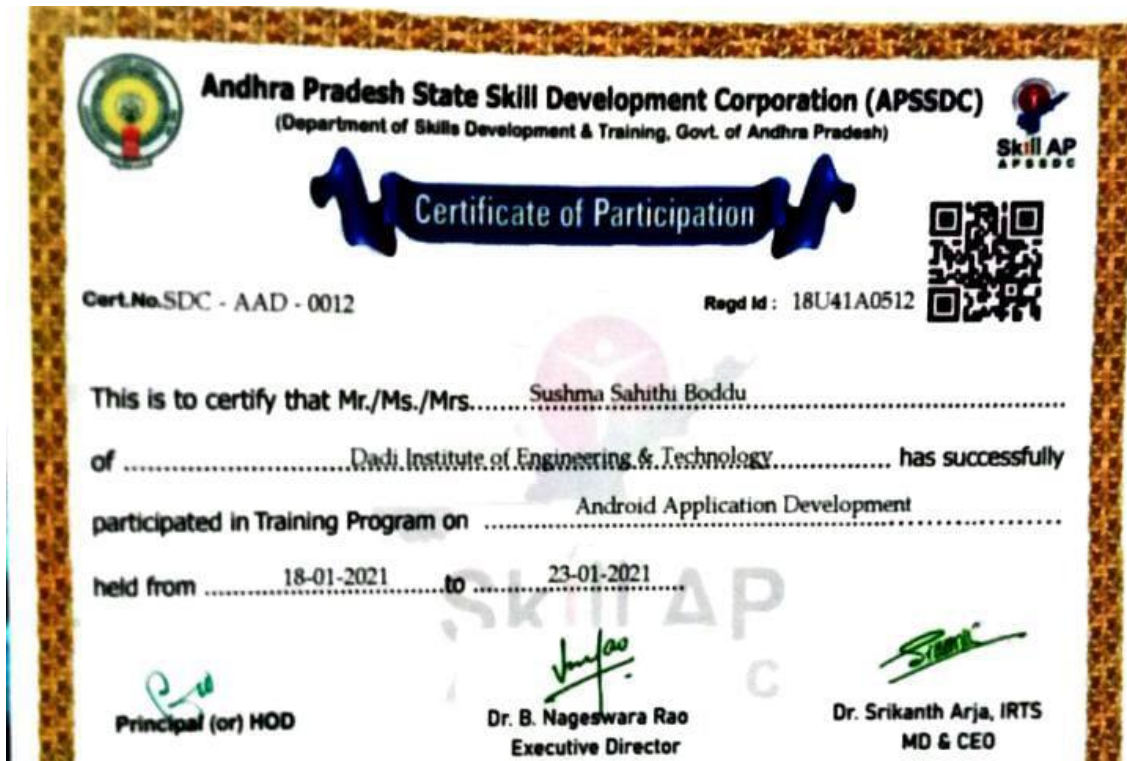 Andhra Pradesh State Skill Development Corporation (APSSDC)
(Department of Skills Development & Training, Govt. of Andhra Pradesh)
Skill AP
APSSDC
Certificate of Participation
Cert.No.SDC - AAD - 0012
Regd Id : 18U41A0512
This is to certify that Mr./Ms./Mrs. Sushma Sahithi Boddu
of Dadi Institute of Engineering & Technology has successfully
participated in Training Program on Android Application Development
held from 18-01-2021 to 23-01-2021
Skill AP
C
Principal (or) HOD
Dr. B. Nageswara Rao
Executive Director
Dr. Srikanth Arja, IRTS
MD & CEO